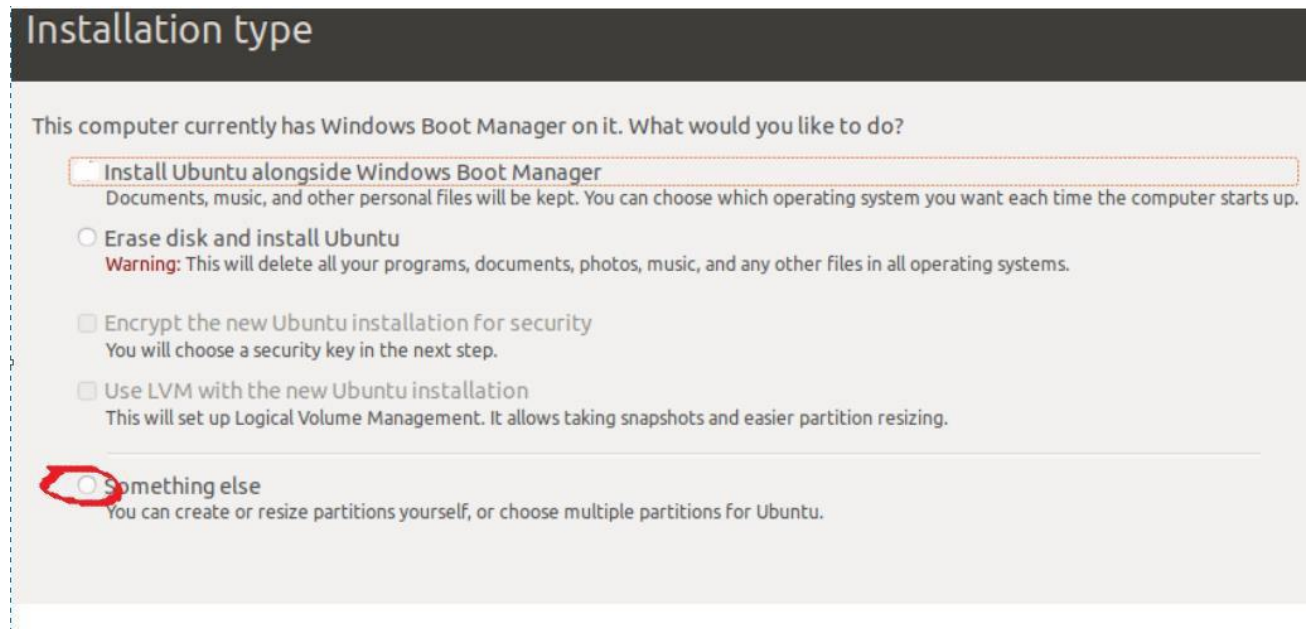 Installation type
This computer currently has Windows Boot Manager on it. What would you like to do?
Install Ubuntu alongside Windows Boot Manager
Documents, music, and other personal files will be kept. You can choose which operating system you want each time the computer starts up.
Erase disk and install Ubuntu
Warning: This will delete all your programs, documents, photos, music, and any other files in all operating systems.
Encrypt the new Ubuntu installation for security
You will choose a security key in the next step.
Use LVM with the new Ubuntu installation
This will set up Logical Volume Management. It allows taking snapshots and easier partition resizing.
Something else
You can create or resize partitions yourself, or choose multiple partitions for Ubuntu.